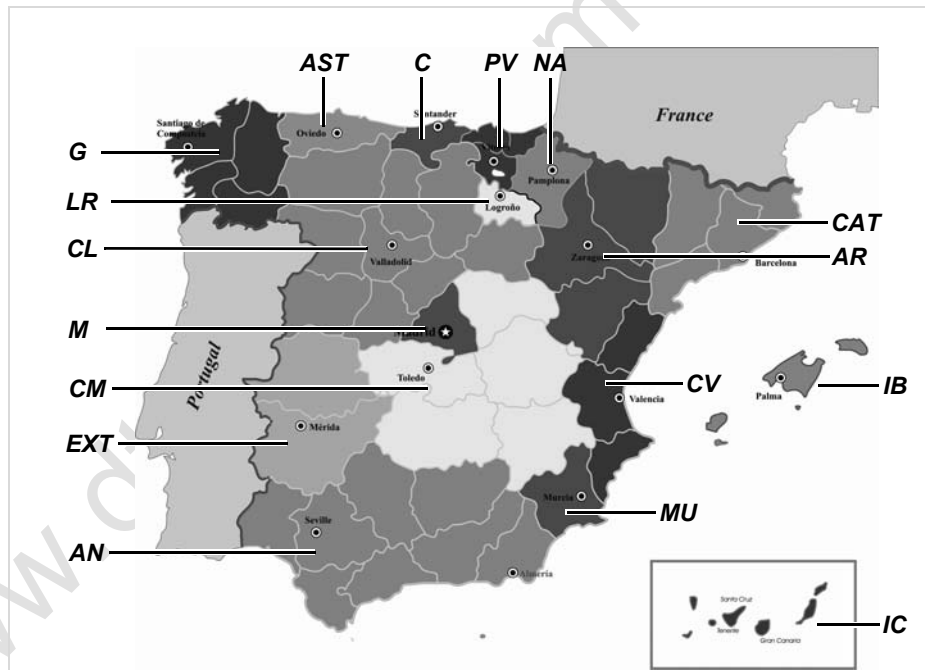 AST C PV NA
Santander
France
Santiago de
Compostela
Oviedo
G
Pamplona
LR
Logroño
CAT
CL
Valladolid
AR
Barcelona
M
Madrid
Portugal
Toledo
CM
CV
IB
Palma
Valencia
Mérida
EXT
Murcia
MU
Seville
AN
Almería
Santa Cruz
IC
Tenerife
Gran Canaria